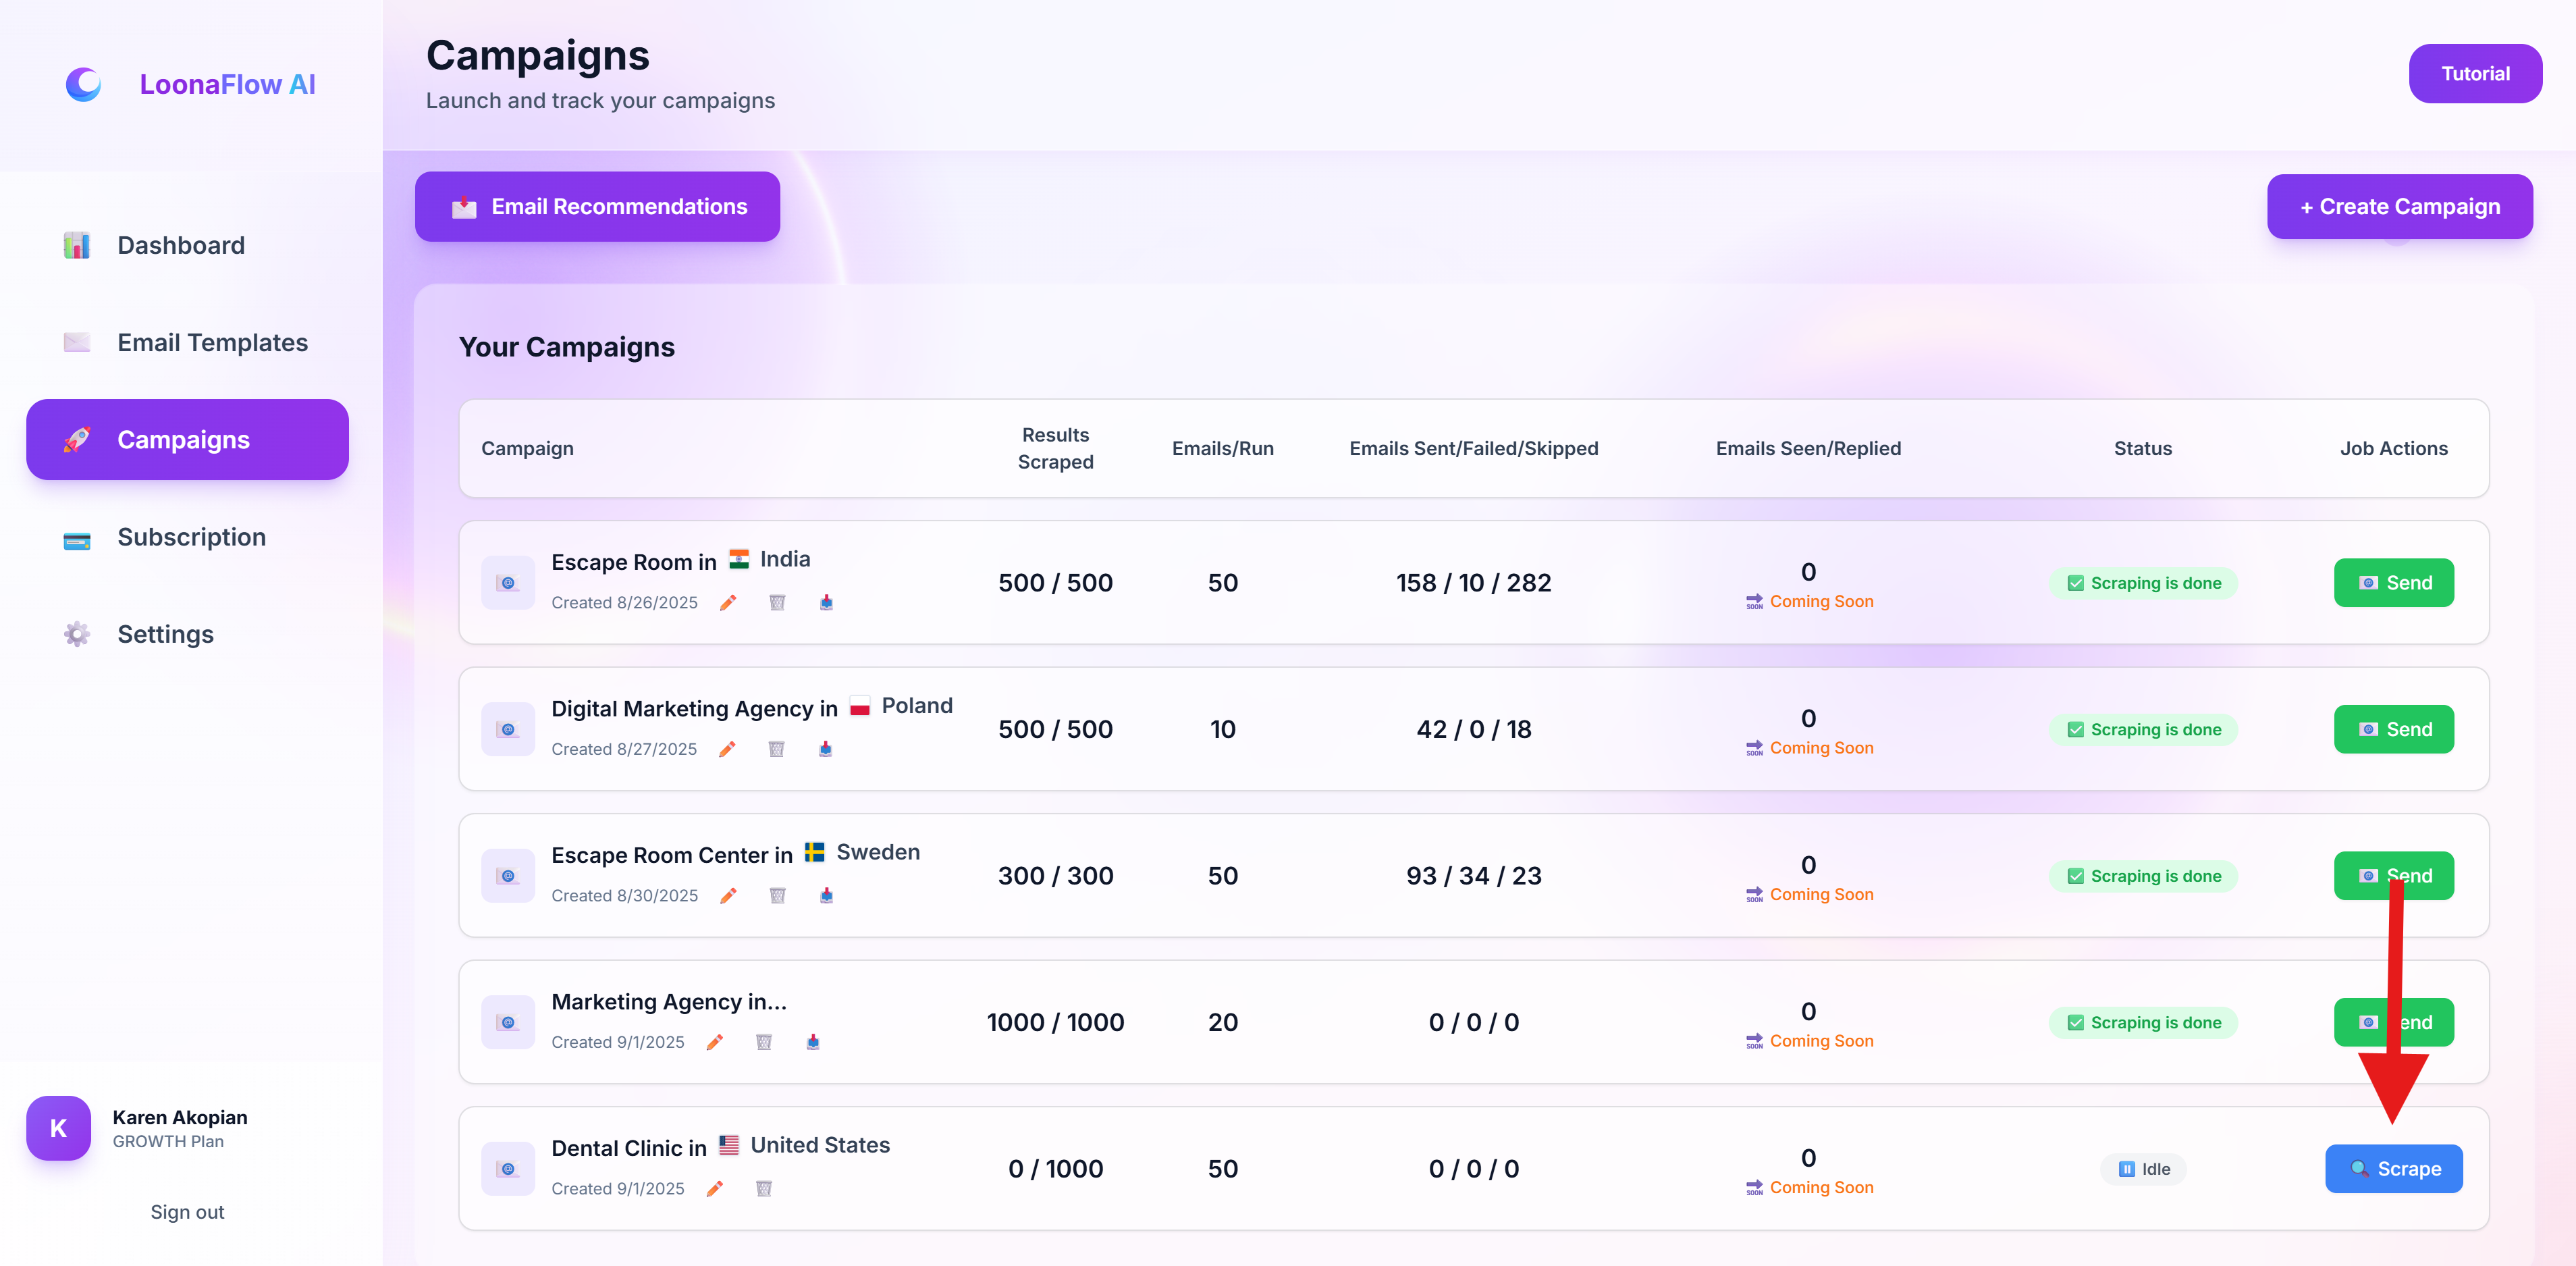 LoonaFlow AI
Campaigns
Launch and track your campaigns
Tutorial
Dashboard
Email Templates
Campaigns
Subscription
Settings
Email Recommendations
+ Create Campaign
Your Campaigns
Campaign
Results Scraped
Emails/Run
Emails Sent/Failed/Skipped
Emails Seen/Replied
Status
Job Actions
Escape Room in India
Created 8/26/2025
500 / 500
50
158 / 10 / 282
0
SOON Coming Soon
Scraping is done
Send
Digital Marketing Agency in Poland
Created 8/27/2025
500 / 500
10
42 / 0 / 18
0
SOON Coming Soon
Scraping is done
Send
Escape Room Center in Sweden
Created 8/30/2025
300 / 300
50
93 / 34 / 23
0
SOON Coming Soon
Scraping is done
Send
Marketing Agency in...
Created 9/1/2025
1000 / 1000
20
0 / 0 / 0
0
SOON Coming Soon
Scraping is done
end
Dental Clinic in United States
Created 9/1/2025
0 / 1000
50
0 / 0 / 0
0
SOON Coming Soon
Idle
Scrape
K
Karen Akopian
GROWTH Plan
Sign out